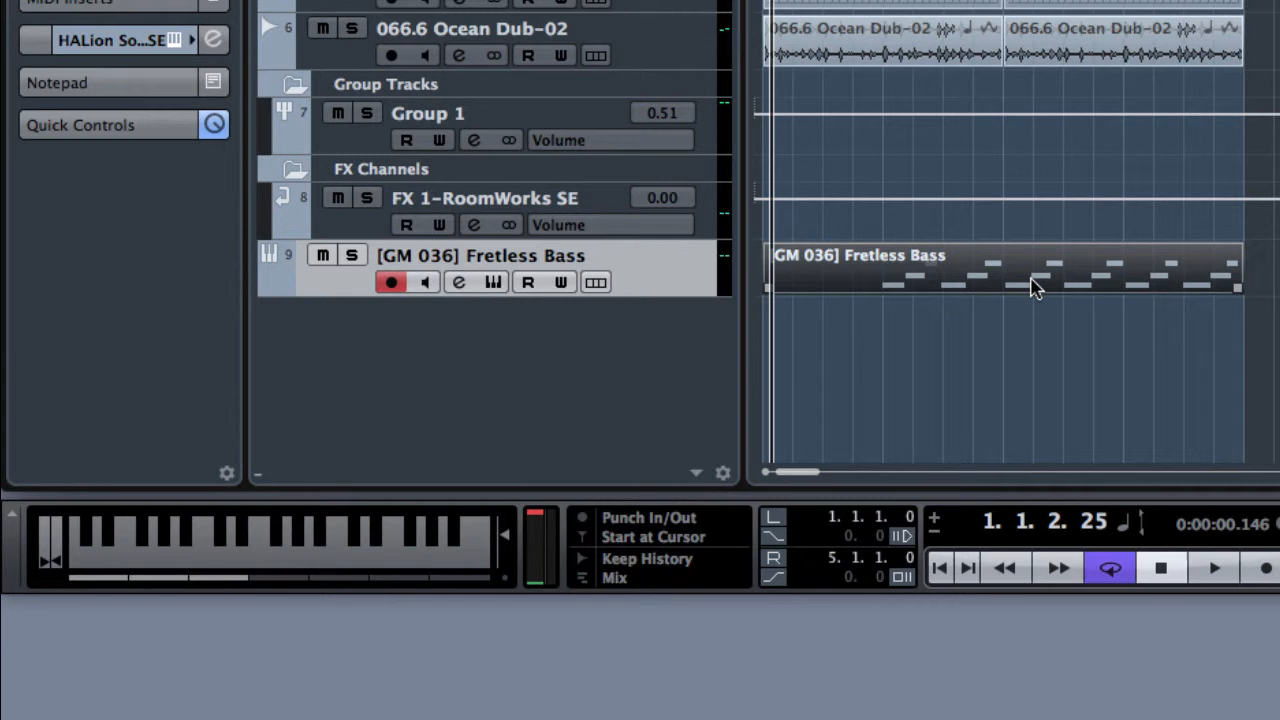 MIDI Inserts
HALion So...SE
Notepad
Quick Controls
6 m S 066.6 Ocean Dub-02
e R W
Group Tracks
7 m S Group 1 0.51
R W e Volume
FX Channels
8 m S FX 1-RoomWorks SE 0.00
R W e Volume
9 m S [GM 036] Fretless Bass
e R W
066.6 Ocean Dub-02 066.6 Ocean Dub-02
[GM 036] Fretless Bass
Punch In/Out
Start at Cursor
Keep History
Mix
L 1. 1. 1. 0
0. 0
R 5. 1. 1. 0
0. 0
1. 1. 2. 25
0:00:00.146